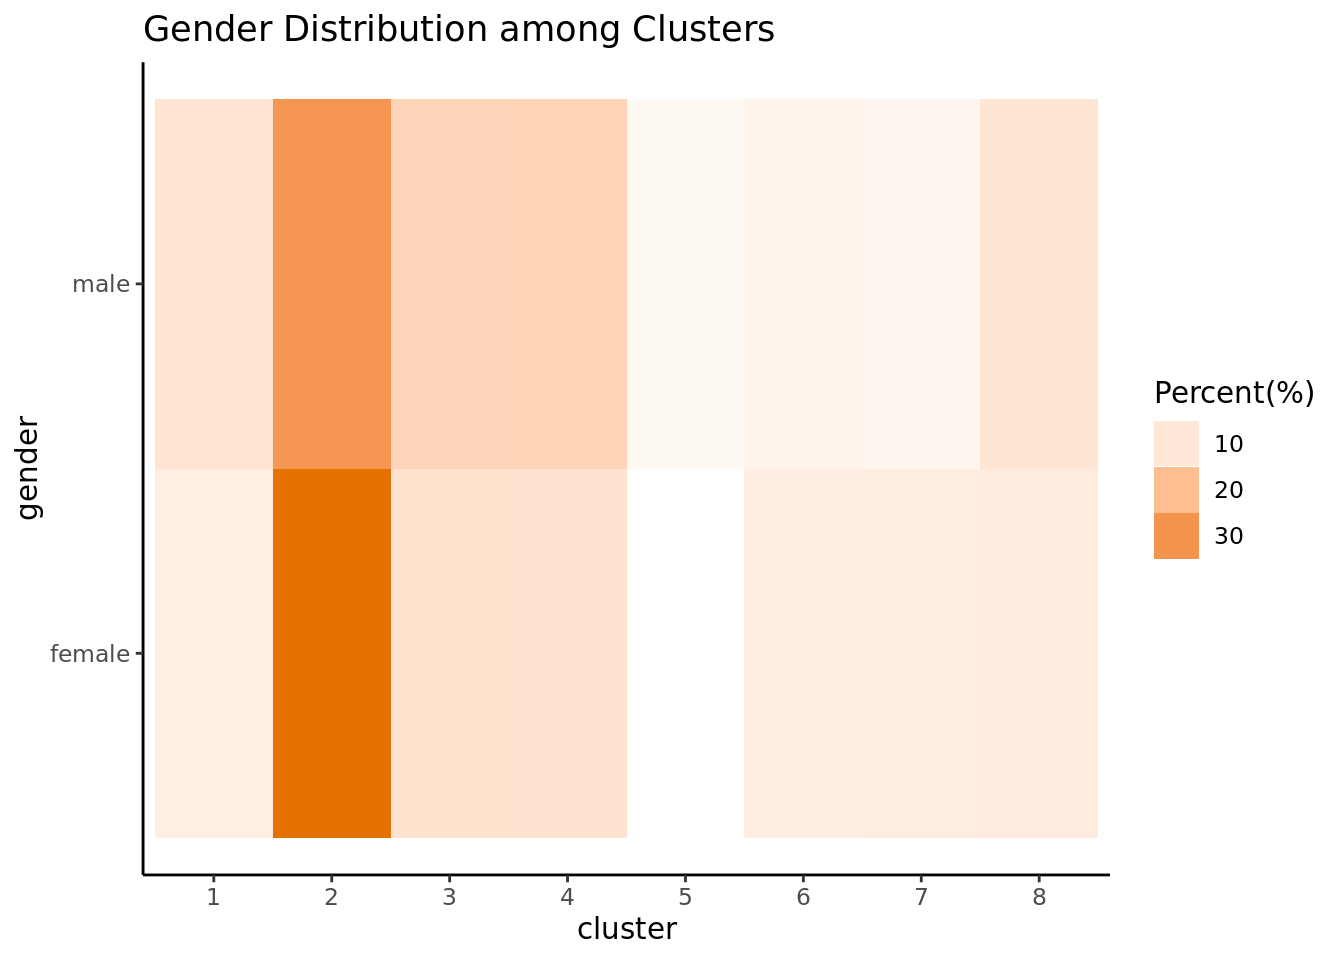 Gender Distribution among Clusters
male
female
gender
1 2 3 4 5 6 7 8
cluster
Percent(%)
10
20
30